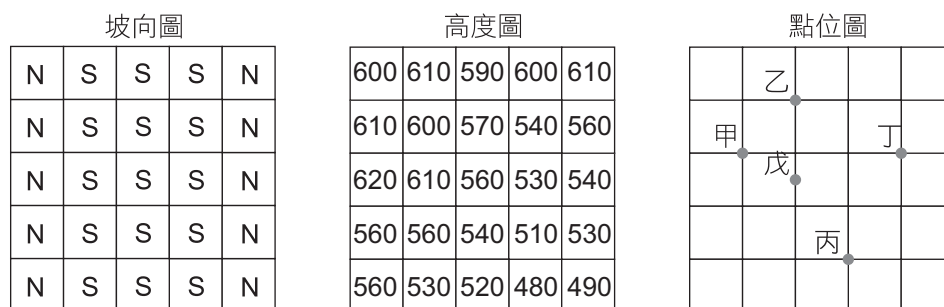 坡向圖 高度圖 點位圖
N S S S N 600 610 590 600 610
乙
N S S S N 610 600 570 540 560
甲 丁
戊
N S S S N 620 610 560 530 540
N S S S N 560 560 540 510 530
丙
N S S S N 560 530 520 480 490